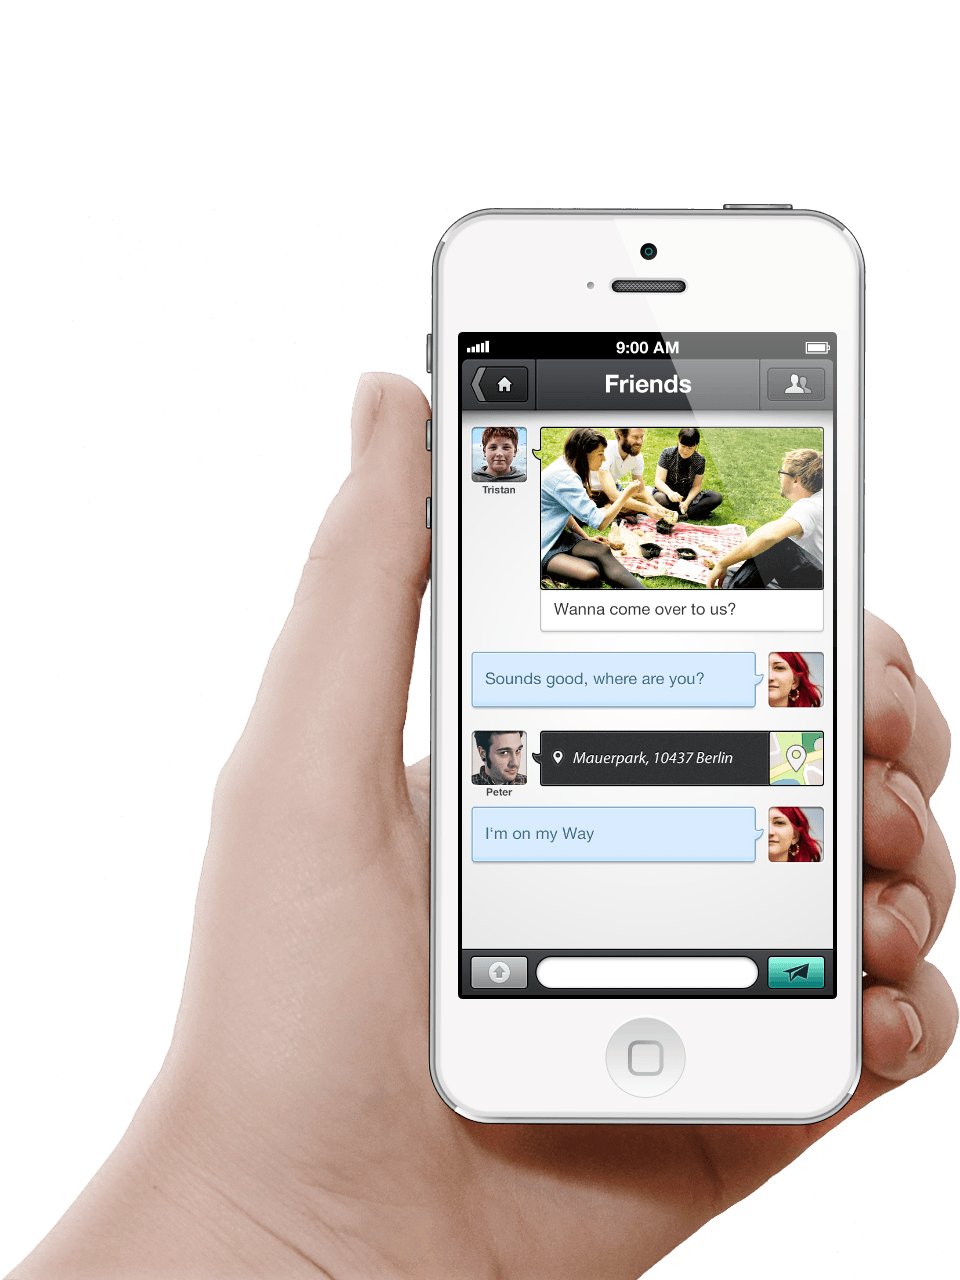 9:00 AM
Friends
Tristan
Wanna come over to us?
Sounds good, where are you?
Mauerpark, 10437 Berlin
Peter
I'm on my Way